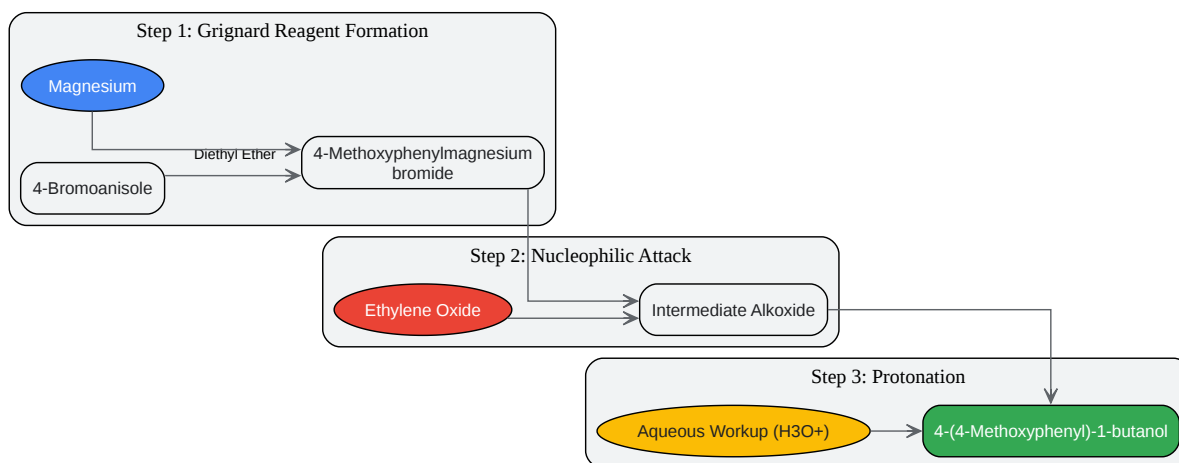 Step 1: Grignard Reagent Formation
Magnesium
Diethyl Ether
4-Bromoanisole
4-Methoxyphenylmagnesium
bromide
Step 2: Nucleophilic Attack
Ethylene Oxide
Intermediate Alkoxide
Step 3: Protonation
Aqueous Workup (H3O+)
4-(4-Methoxyphenyl)-1-butanol